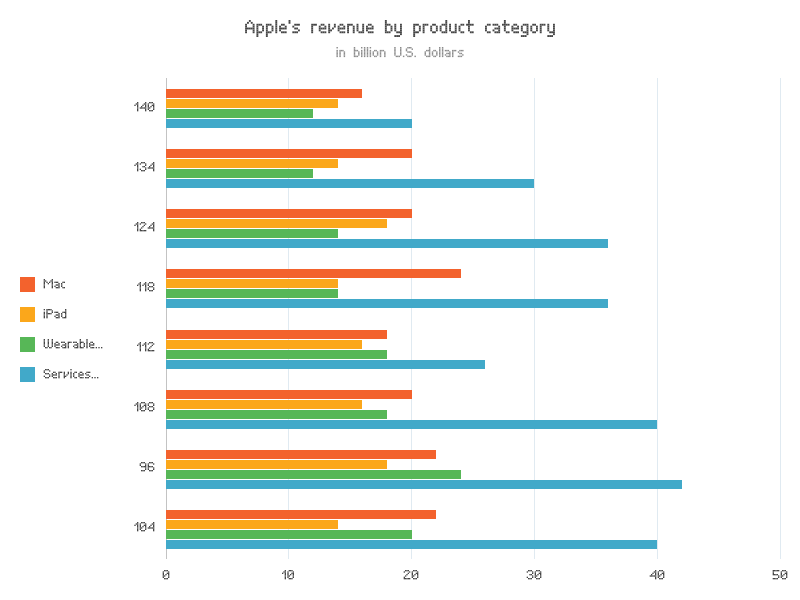 Apple's revenue by product category
in billion U.S. dollars
140
134
124
118
112
108
96
104
Mac
iPad
Wearable...
Services...
0 10 20 30 40 50